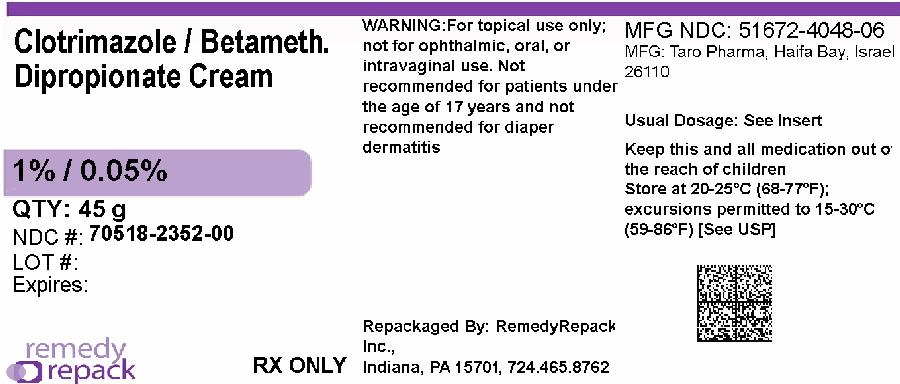 Clotrimazole / Betameth.
Dipropionate Cream
1% / 0.05%
QTY: 45 g
NDC #: 70518-2352-00
LOT #:
Expires:
remedy
repack
RX ONLY
WARNING:For topical use only;
not for ophthalmic, oral, or
intravaginal use. Not
recommended for patients under
the age of 17 years and not
recommended for diaper
dermatitis
Repackaged By: RemedyRepack
Inc.,
Indiana, PA 15701, 724.465.8762
MFG NDC: 51672-4048-06
MFG: Taro Pharma, Haifa Bay, Israel
26110
Usual Dosage: See Insert
Keep this and all medication out o
the reach of children
Store at 20-25°C (68-77°F);
excursions permitted to 15-30°C
(59-86°F) [See USP]